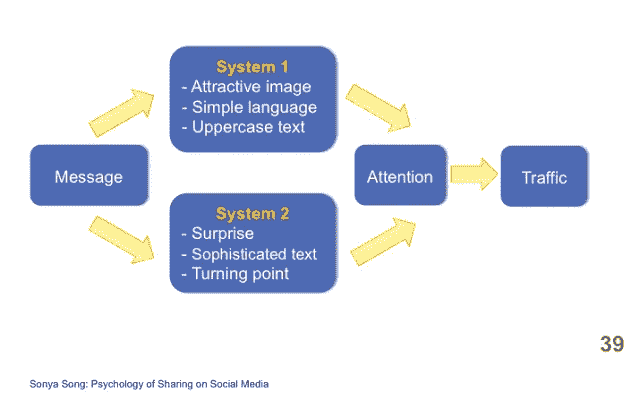 System 1
- Attractive image
- Simple language
- Uppercase text
Message
Attention
Traffic
System 2
- Surprise
- Sophisticated text
- Turning point
39
Sonya Song: Psychology of Sharing on Social Media